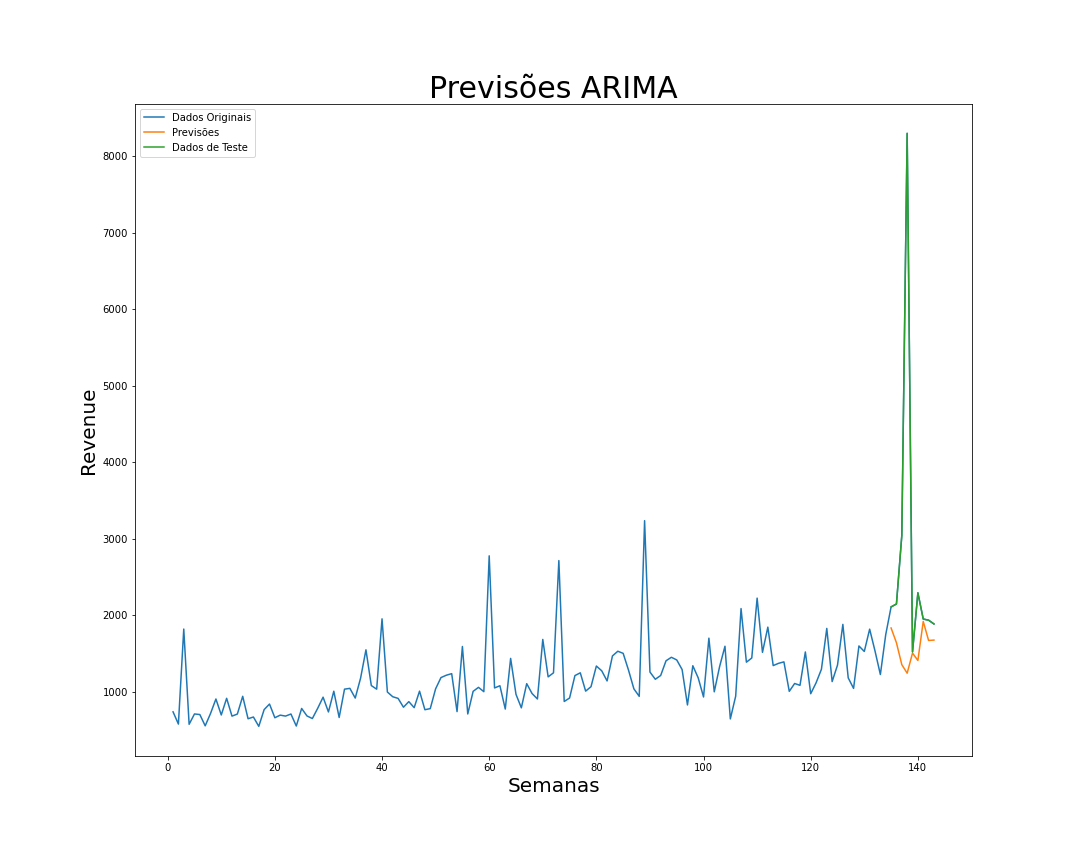 Previsões ARIMA
Dados Originais
Previsões
Dados de Teste
Revenue
8000
7000
6000
5000
4000
3000
2000
1000
0 20 40 60 80 100 120 140
Semanas